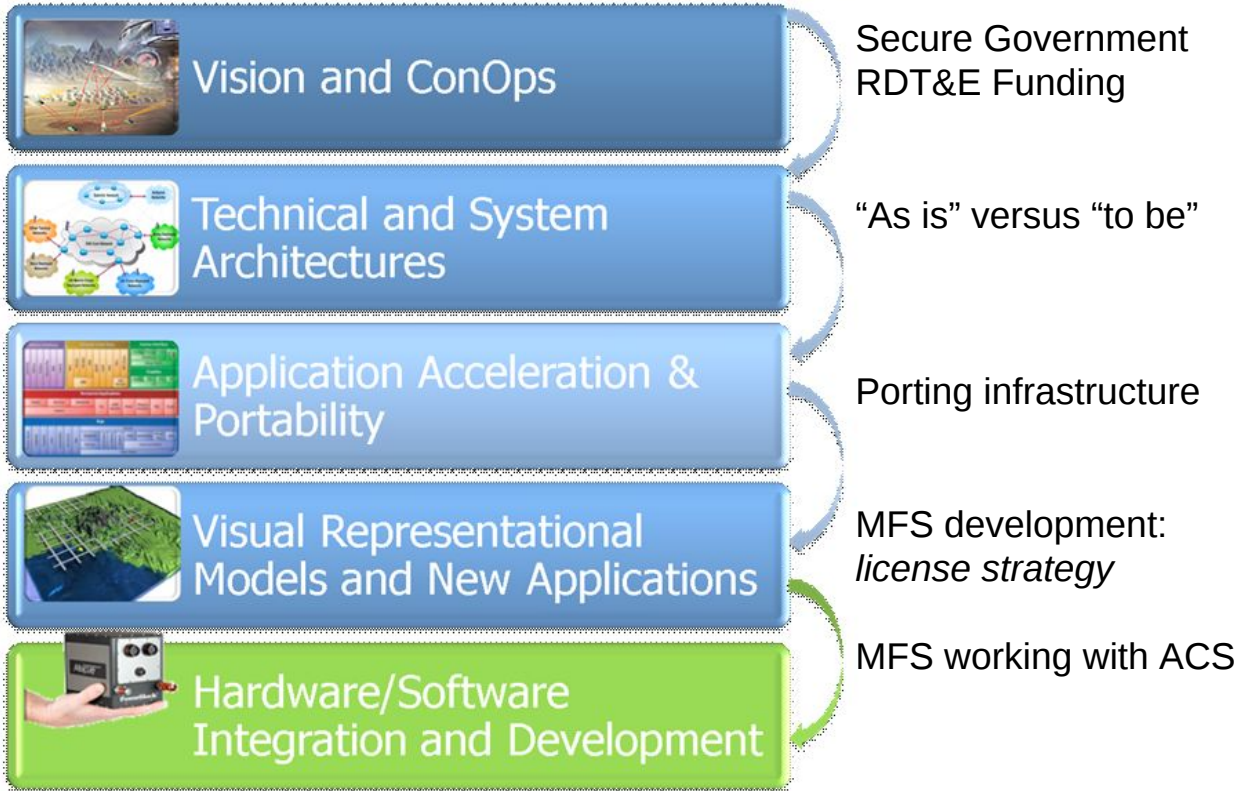 Vision and ConOps
Secure Government
RDT&E Funding
Technical and System
Architectures
“As is” versus “to be”
Application Acceleration &
Portability
Porting infrastructure
Visual Representational
Models and New Applications
MFS development:
license strategy
MFS working with ACS
Hardware/Software
Integration and Development